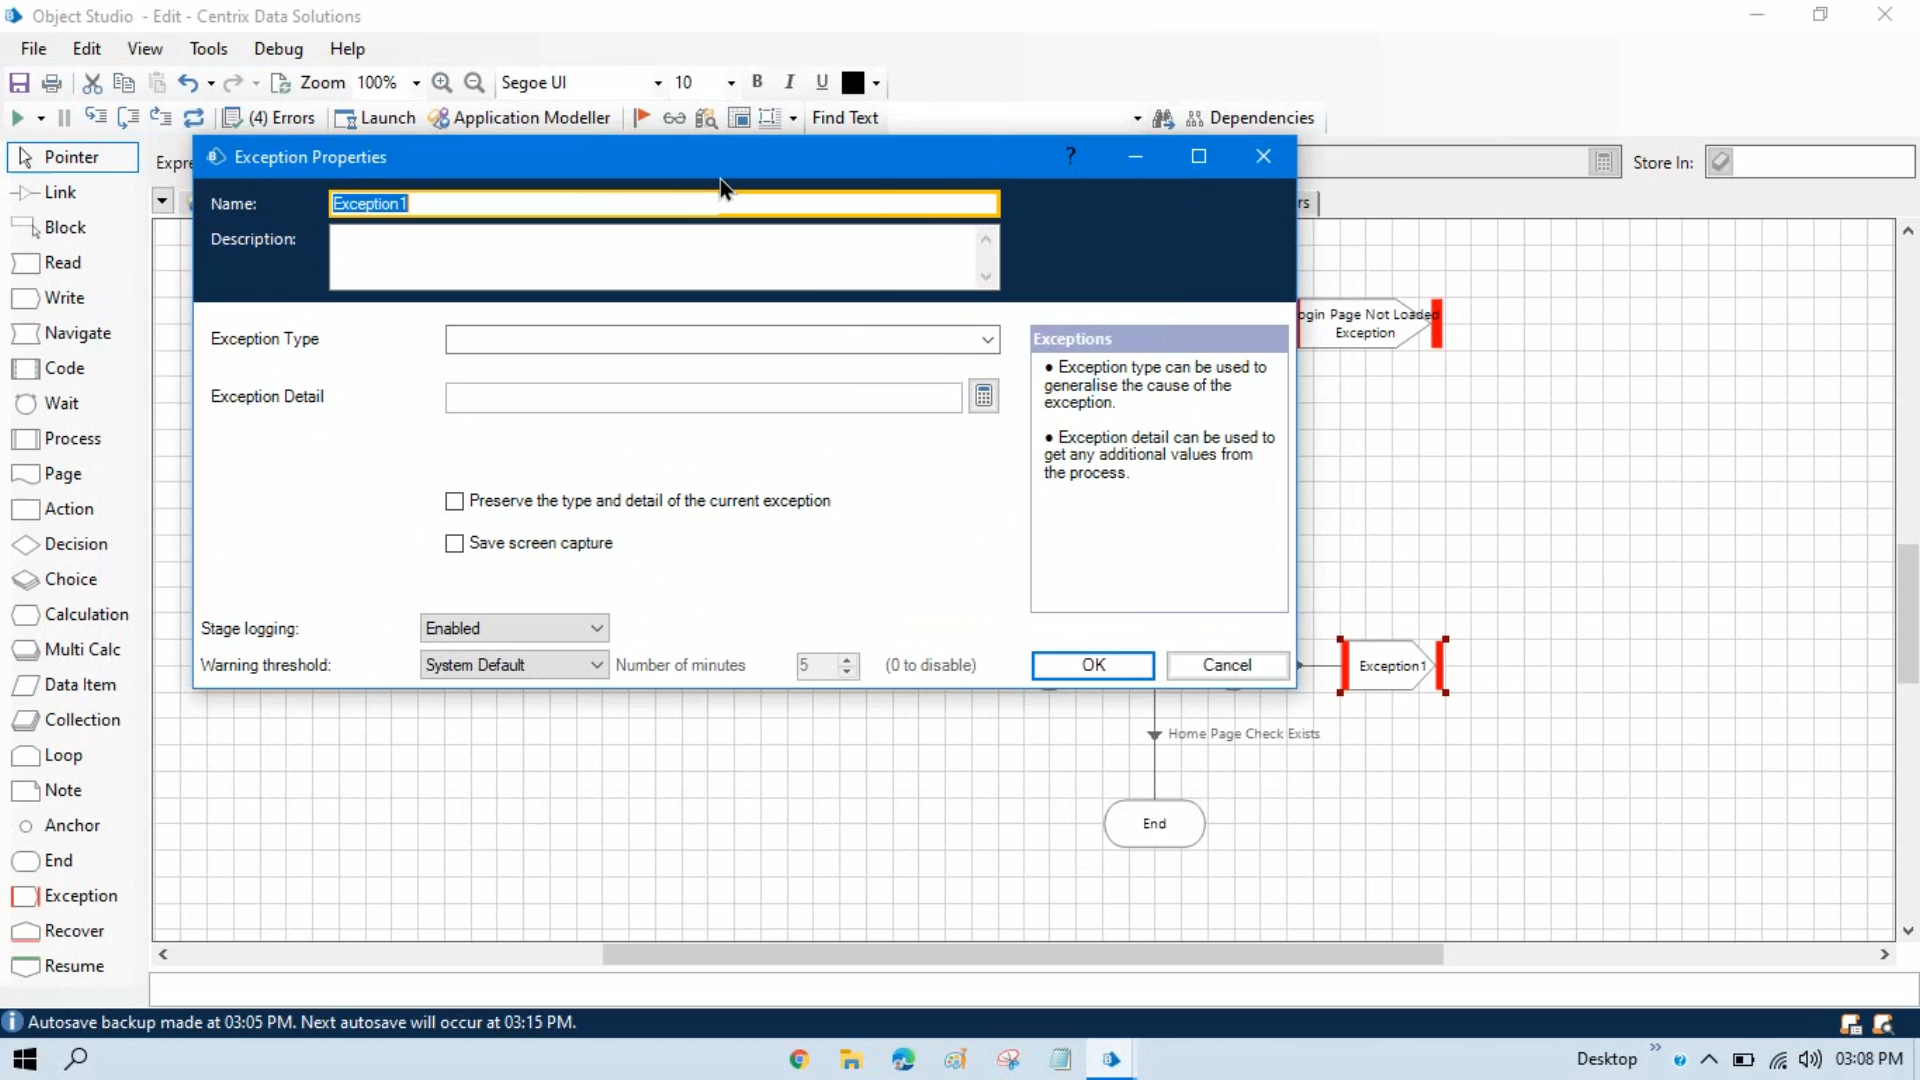 Object Studio - Edit - Centrix Data Solutions
File Edit View Tools Debug Help
Zoom 100% Segoe UI 10 B I U
(4) Errors Launch Application Modeller Find Text Dependencies
Pointer
Link
Block
Read
Write
Navigate
Code
Wait
Process
Page
Action
Decision
Choice
Calculation
Multi Calc
Data Item
Collection
Loop
Note
Anchor
End
Exception
Recover
Resume
Expre
Store In:
rs
Exception Properties
?
Name: Exception1
Description:
Exception Type
Exception Detail
Preserve the type and detail of the current exception
Save screen capture
Exceptions
● Exception type can be used to
generalise the cause of the
exception.
● Exception detail can be used to
get any additional values from
the process.
Stage logging: Enabled
Warning threshold: System Default Number of minutes 5 (0 to disable) OK Cancel
ogin Page Not Loaded
Exception
Exception1
Home Page Check Exists
End
Autosave backup made at 03:05 PM. Next autosave will occur at 03:15 PM.
Desktop 03:08 PM